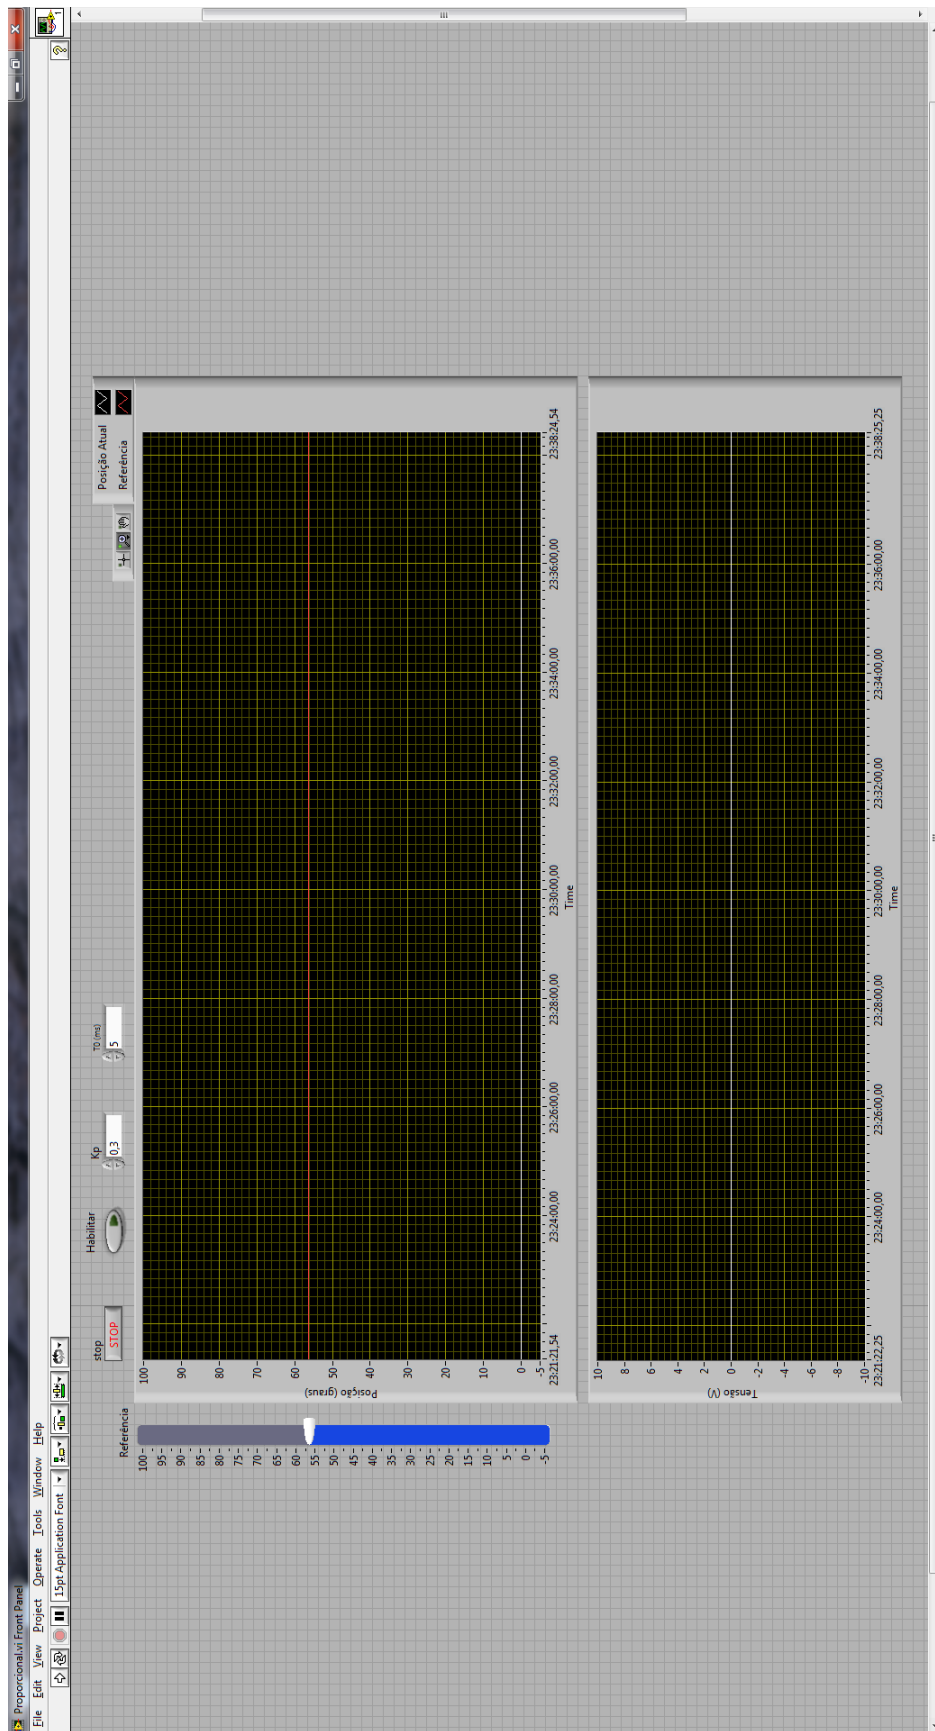 Proporcional.vi Front Panel
File Edit View Project Operate Tools Window Help
15pt Application Font
1
?
stop
STOP
Habilitar
Kp
0,3
TD (ms)
5
Posição Atual
Referência
Referência
100
95
90
85
80
75
70
65
60
55
50
45
40
35
30
25
20
15
10
5
0
-5
Posição (graus)
100
90
80
70
60
50
40
30
20
10
0
-5
23:21:21,54 23:24:00,00 23:26:00,00 23:28:00,00 23:30:00,00 23:32:00,00 23:34:00,00 23:36:00,00 23:38:24,54
Time
Tensão (V)
10
8
6
4
2
0
-2
-4
-6
-8
-10
23:21:22,25 23:24:00,00 23:26:00,00 23:28:00,00 23:30:00,00 23:32:00,00 23:34:00,00 23:36:00,00 23:38:25,25
Time